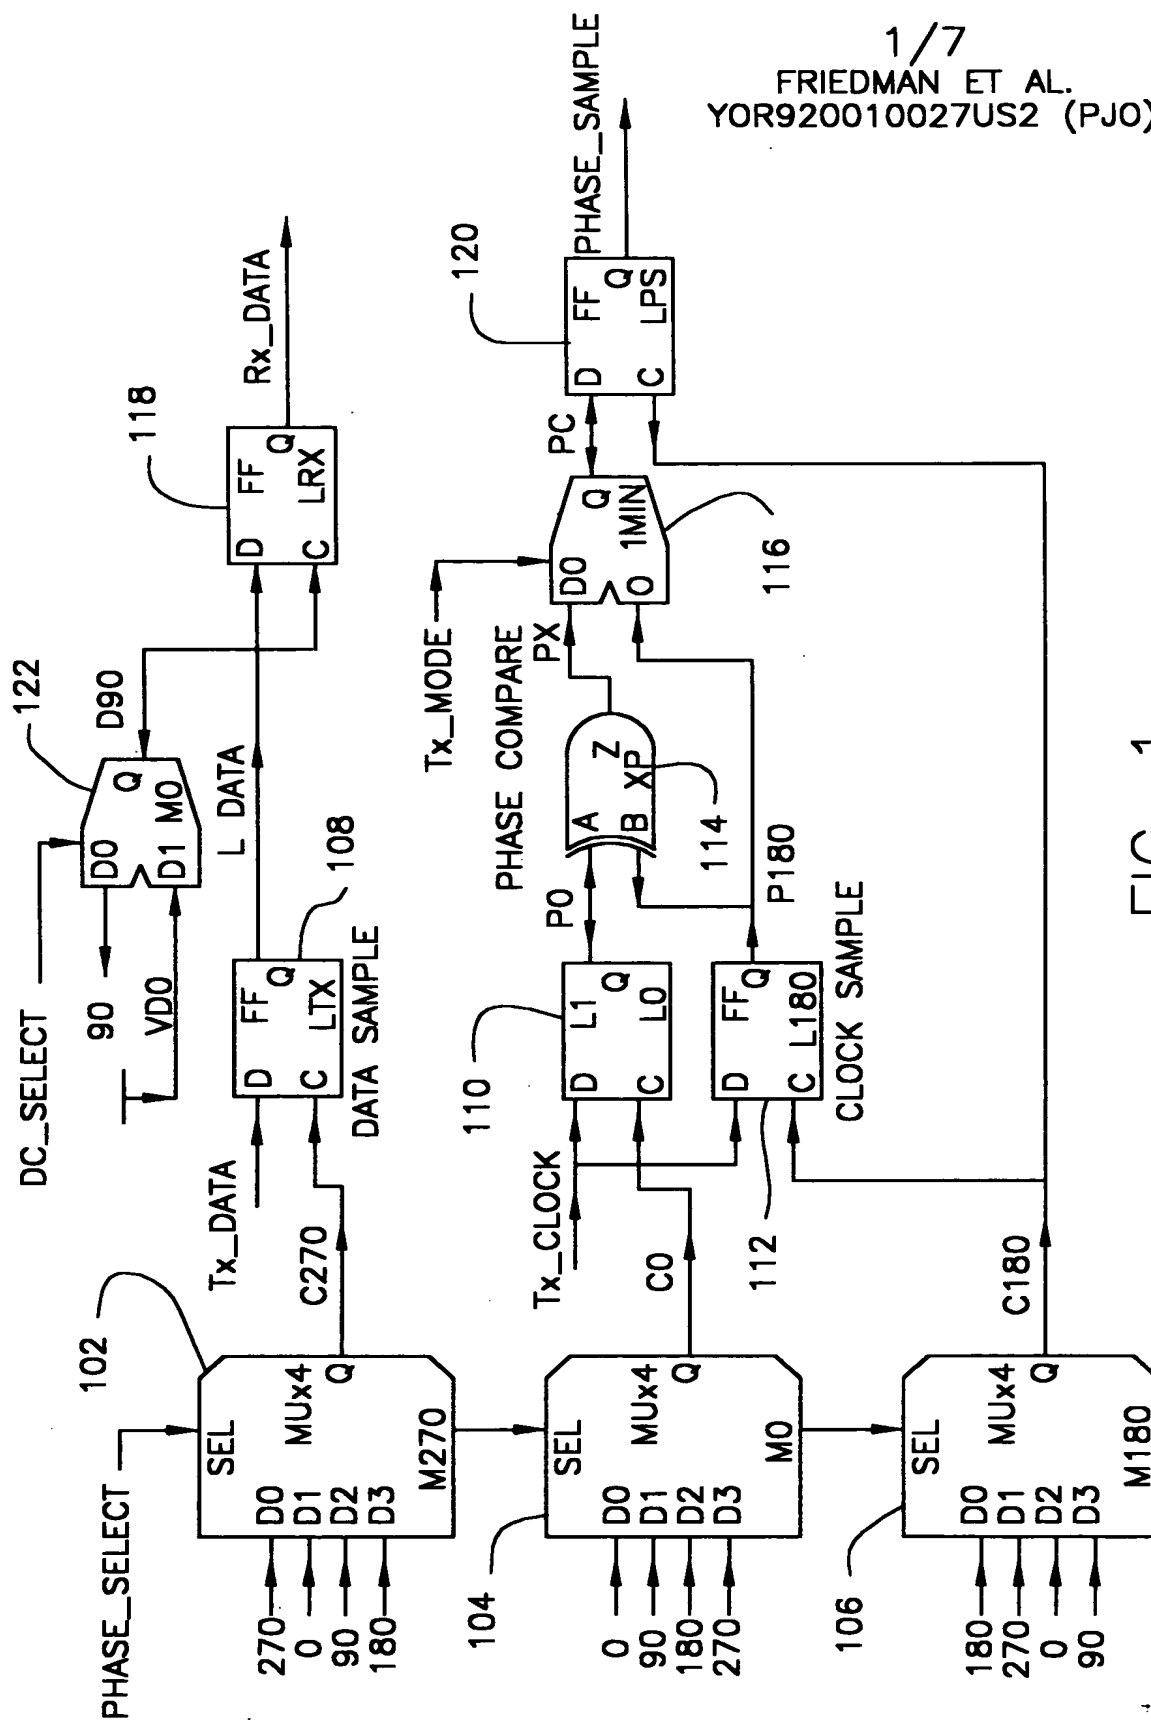 1/7
FRIEDMAN ET AL.
YOR920010027US2 (PJO)
PHASE_SELECT
270
0
90
180
D0
D1
D2
D3
SEL
MUx4
Q
M270
102
C270
Tx_DATA
D
FF
Q
C
LTX
108
DATA SAMPLE
L DATA
DC_SELECT
90
VDO
D0
D1
Q
MO
122
D90
D
FF
Q
C
LRX
118
Rx_DATA
0
90
180
270
D0
D1
D2
D3
SEL
MUx4
Q
M0
104
C0
Tx_CLOCK
D
L1
Q
C
L0
110
P0
D
FF
Q
C
L180
112
CLOCK SAMPLE
P180
PHASE COMPARE
A
B
Z
XP
114
PX
Tx_MODE
D0
O
Q
1MIN
116
PC
D
FF
Q
C
LPS
120
PHASE_SAMPLE
180
270
0
90
D0
D1
D2
D3
SEL
MUx4
Q
M180
106
C180